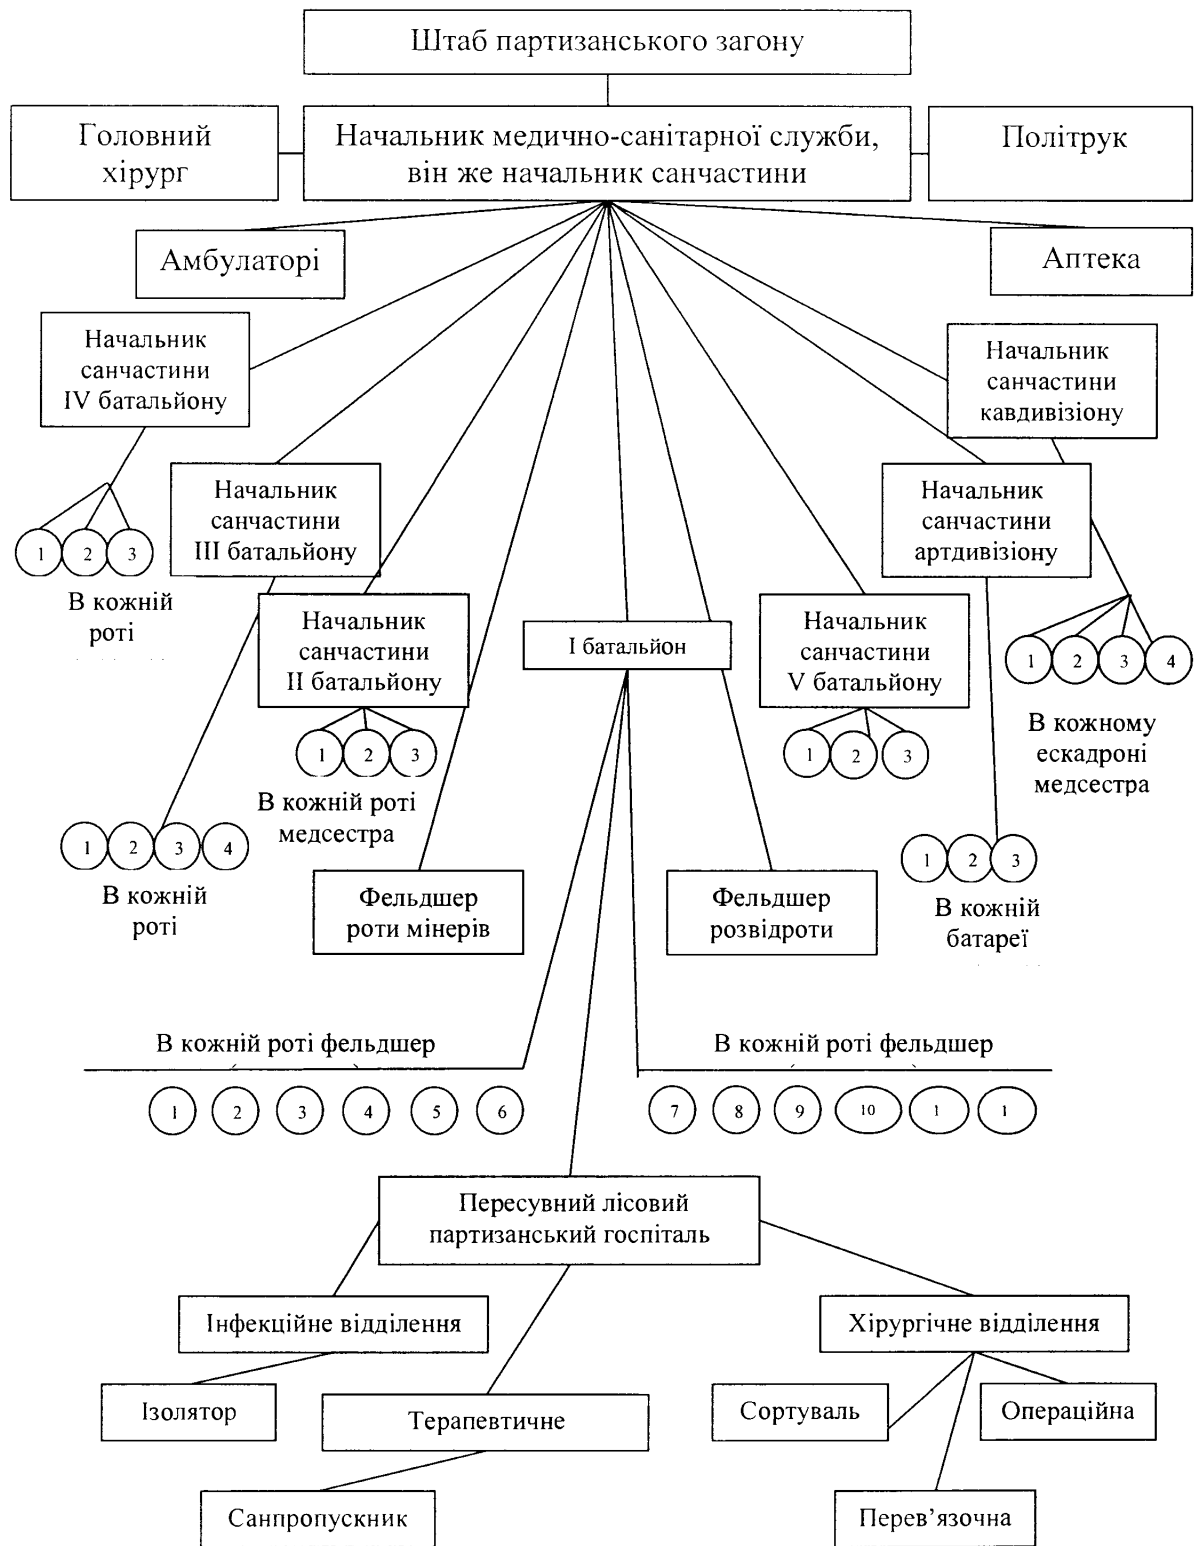 Штаб партизанського загону
Головний
хірург
Начальник медично-санітарної служби,
він же начальник санчастини
Політрук
Амбулаторі
Аптека
Начальник
санчастини
IV батальйону
Начальник
санчастини
кавдивізіону
Начальник
санчастини
III батальйону
Начальник
санчастини
артдивізіону
1 2 3
В кожній
роті
Начальник
санчастини
II батальйону
I батальйон
Начальник
санчастини
V батальйону
1 2 3 4
В кожному
ескадроні
медсестра
1 2 3
В кожній роті
медсестра
1 2 3
1 2 3 4
В кожній
роті
Фельдшер
роти мінерів
Фельдшер
розвідроти
1 2 3
В кожній
батареї
В кожній роті фельдшер
1 2 3 4 5 6
В кожній роті фельдшер
7 8 9 10 1 1
Пересувний лісовий
партизанський госпіталь
Інфекційне відділення
Хірургічне відділення
Ізолятор
Терапевтичне
Сортуваль
Операційна
Санпропускник
Перев’язочна